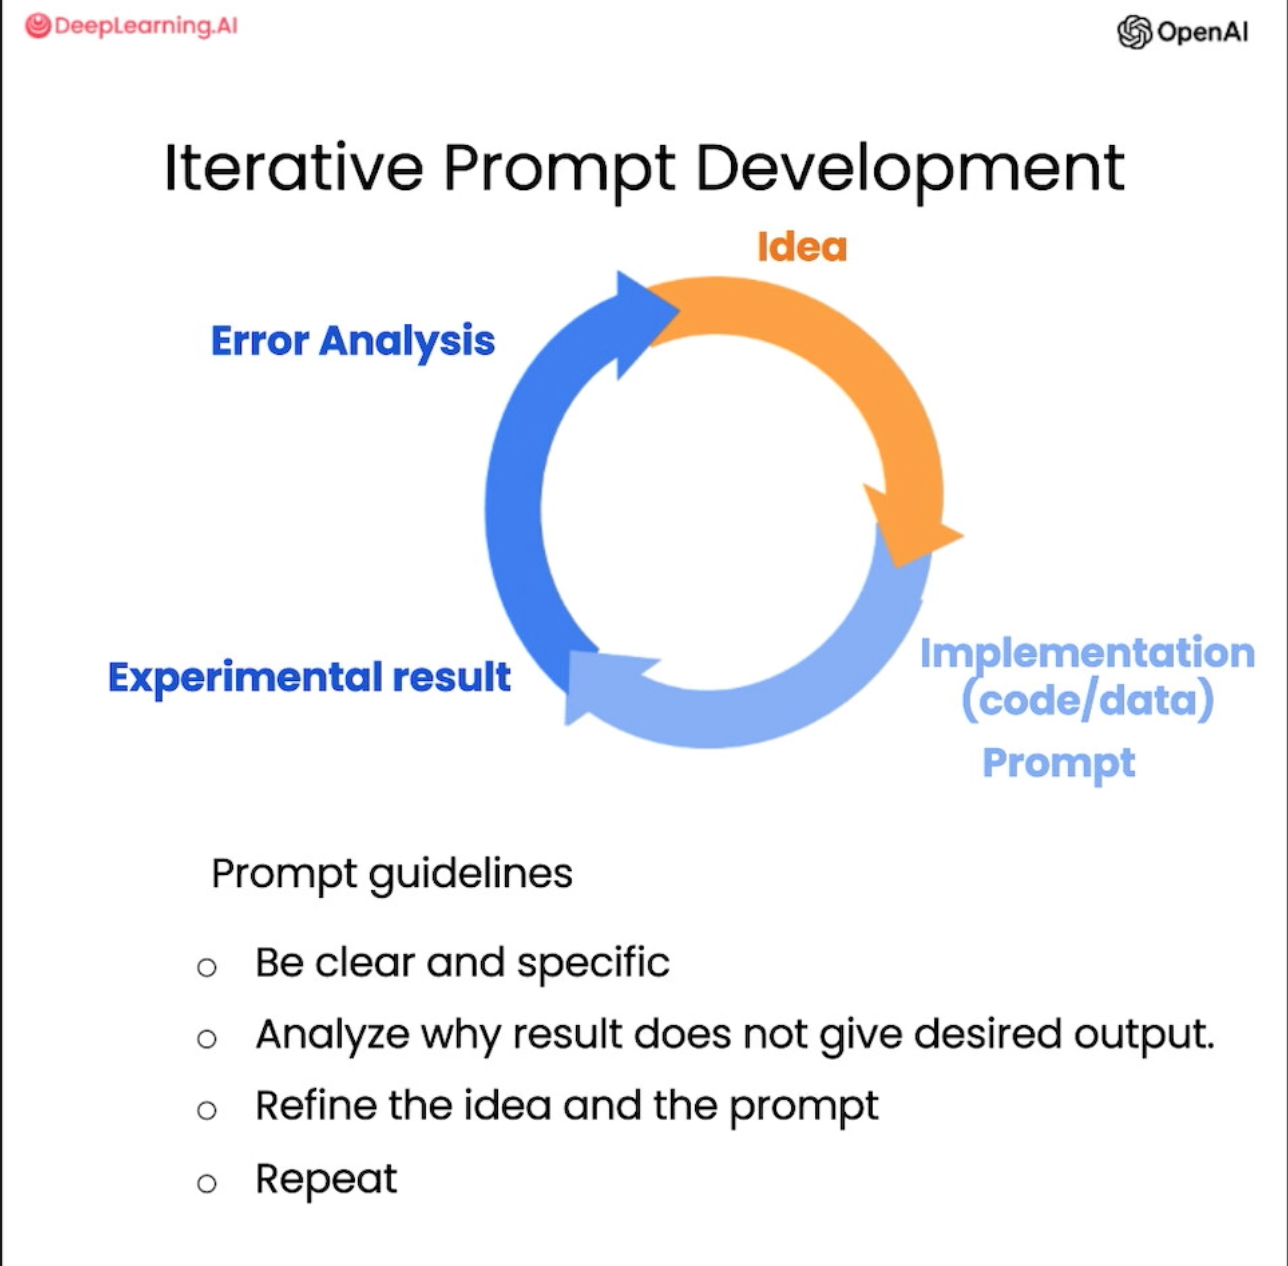 DeepLearning.AI
OpenAI
Iterative Prompt Development
Idea
Error Analysis
Experimental result
Implementation
(code/data)
Prompt
Prompt guidelines
Be clear and specific
Analyze why result does not give desired output.
Refine the idea and the prompt
Repeat